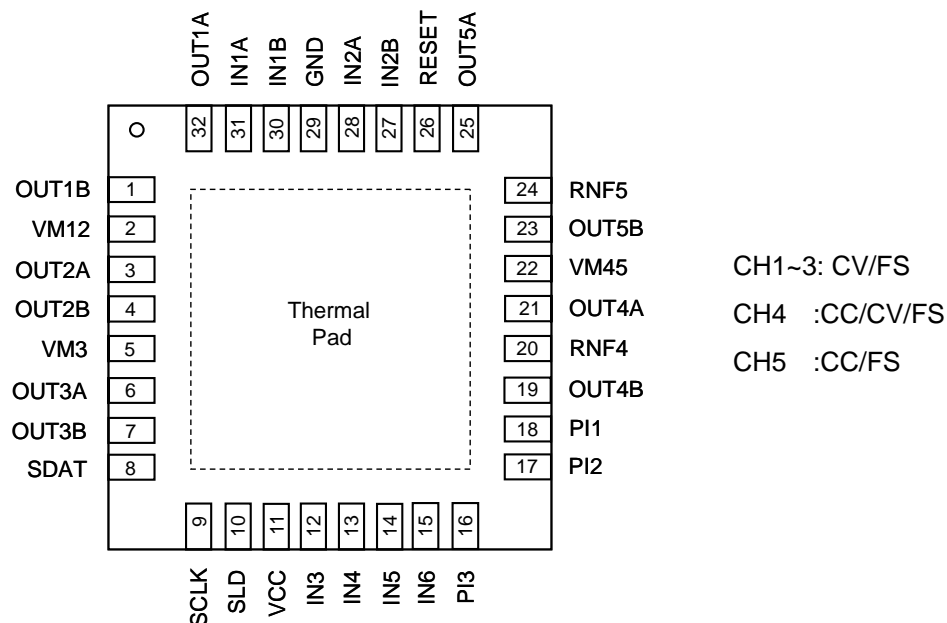 OUT1A
IN1A
IN1B
GND
IN2A
IN2B
RESET
OUT5A
32
31
30
29
28
27
26
25
OUT1B 1
VM12 2
OUT2A 3
OUT2B 4
VM3 5
OUT3A 6
OUT3B 7
SDAT 8
Thermal
Pad
24 RNF5
23 OUT5B
22 VM45
21 OUT4A
20 RNF4
19 OUT4B
18 PI1
17 PI2
CH1~3: CV/FS
CH4 :CC/CV/FS
CH5 :CC/FS
9
10
11
12
13
14
15
16
SCLK
SLD
VCC
IN3
IN4
IN5
IN6
PI3